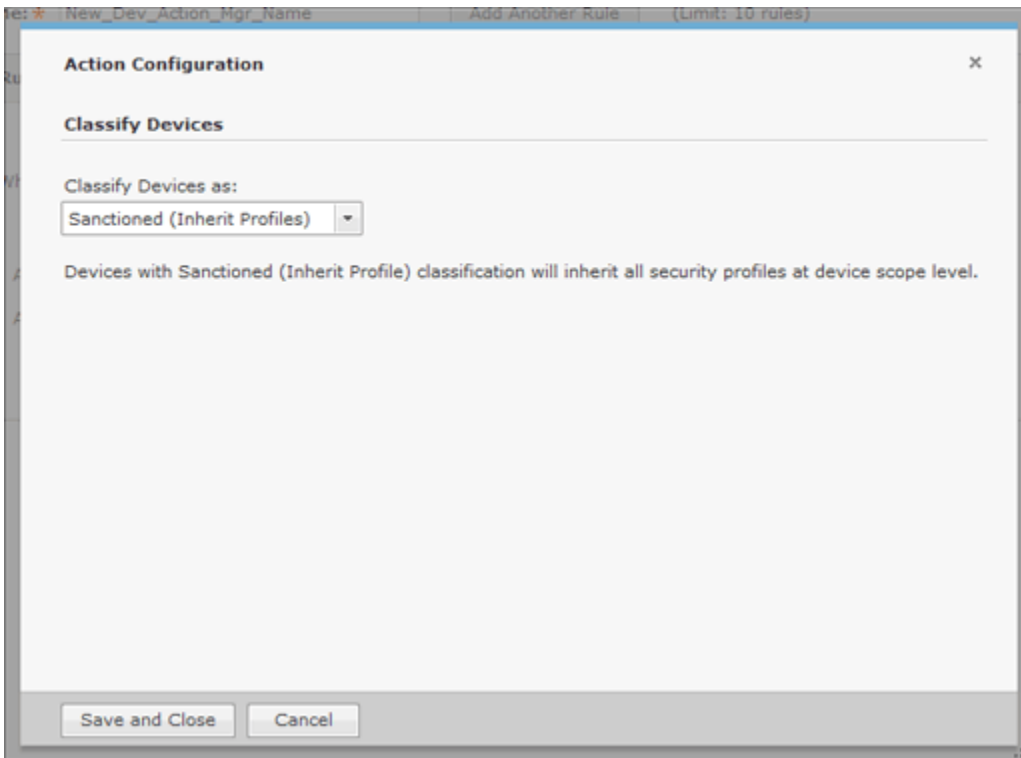 me: * New_Dev_Action_Mgr_Name Add Another Rule (Limit: 10 rules)
Action Configuration ×
Classify Devices
Classify Devices as:
Sanctioned (Inherit Profiles)
Devices with Sanctioned (Inherit Profile) classification will inherit all security profiles at device scope level.
Save and Close Cancel